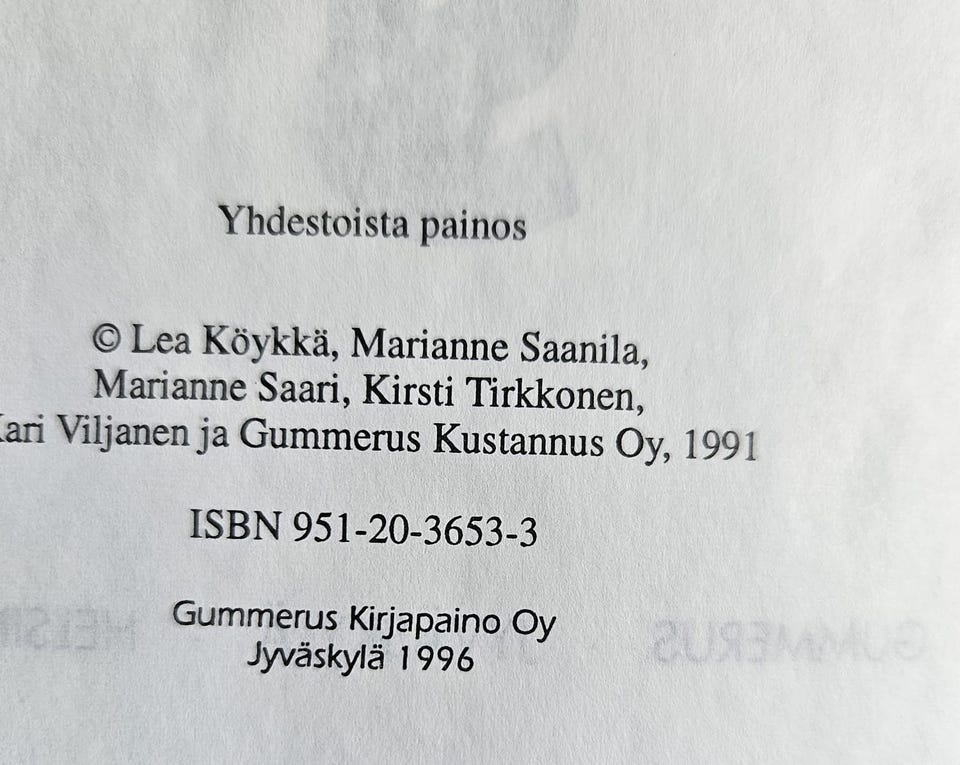 Yhdestoista painos
© Lea Köykkä, Marianne Saanila,
Marianne Saari, Kirsti Tirkkonen,
Viljanen ja Gummerus Kustannus Oy, 1991
ISBN 951-20-3653-3
Gummerus Kirjapaino Oy
Jyväskylä 1996
GUMMERUS